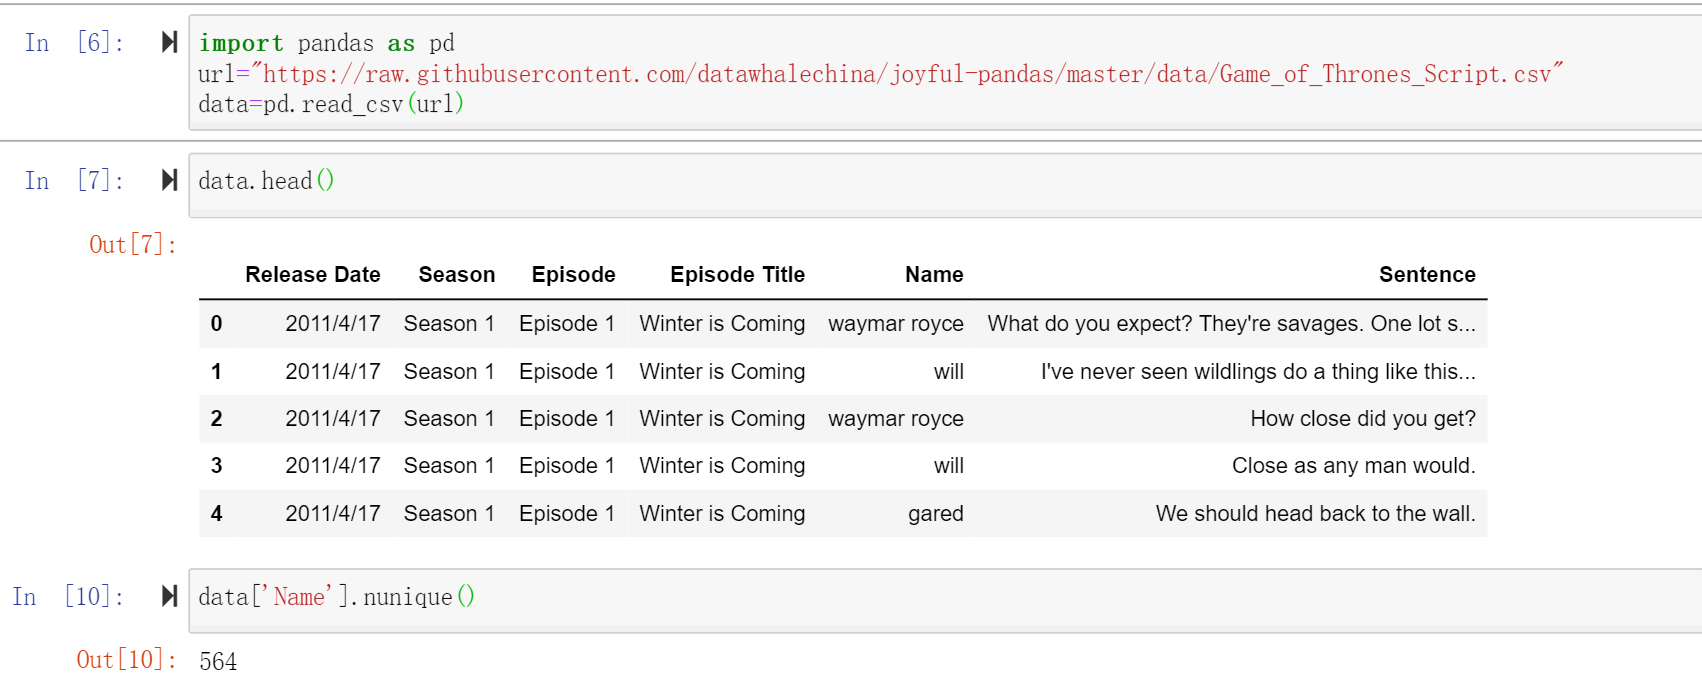 In [6]: import pandas as pd
url="https://raw.githubusercontent.com/datawhalechina/joyful-pandas/master/data/Game_of_Thrones_Script.csv"
data=pd.read_csv(url)
In [7]: data.head()
Out[7]:
Release Date Season Episode Episode Title Name Sentence
0 2011/4/17 Season 1 Episode 1 Winter is Coming waymar royce What do you expect? They're savages. One lot s...
1 2011/4/17 Season 1 Episode 1 Winter is Coming will I've never seen wildlings do a thing like this...
2 2011/4/17 Season 1 Episode 1 Winter is Coming waymar royce How close did you get?
3 2011/4/17 Season 1 Episode 1 Winter is Coming will Close as any man would.
4 2011/4/17 Season 1 Episode 1 Winter is Coming gared We should head back to the wall.
In [10]: data['Name'].nunique()
Out[10]: 564